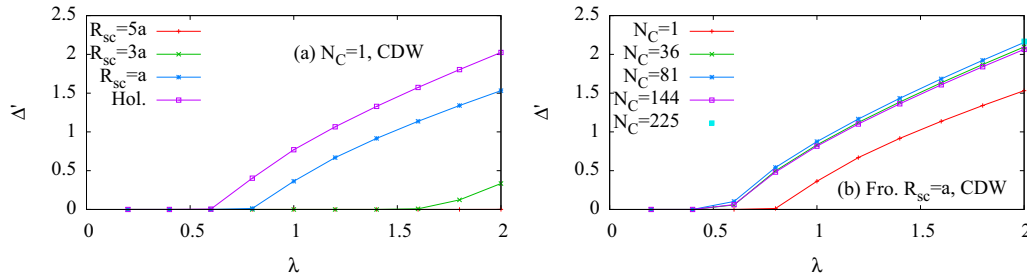 2.5
2
1.5
1
0.5
0
Δ'
R_sc=5a
R_sc=3a
R_sc=a
Hol.
(a) N_C=1, CDW
0 0.5 1 1.5 2
λ
2.5
2
1.5
1
0.5
0
Δ'
N_C=1
N_C=36
N_C=81
N_C=144
N_C=225
(b) Fro. R_sc=a, CDW
0 0.5 1 1.5 2
λ